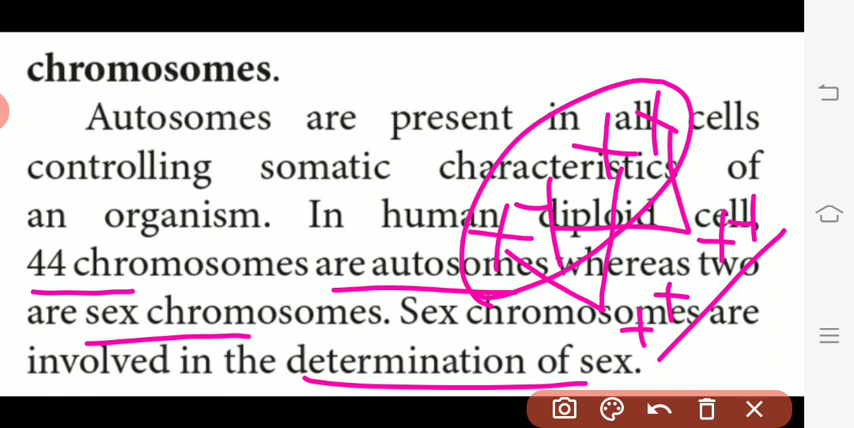 chromosomes.
Autosomes are present in all cells
controlling somatic characteristics of
an organism. In human diploid cell,
44 chromosomes are autosomes whereas two
are sex chromosomes. Sex chromosomes are
involved in the determination of sex.